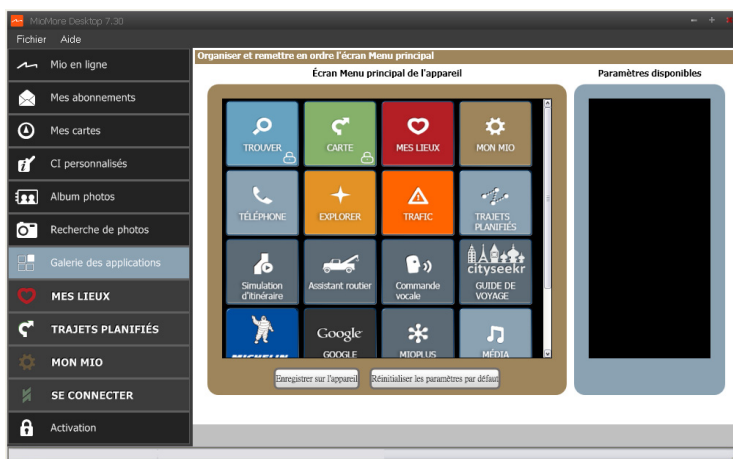 MioMore Desktop 7.30
Fichier Aide
Mio en ligne
Mes abonnements
Mes cartes
CI personnalisés
Album photos
Recherche de photos
Galerie des applications
MES LIEUX
TRAJETS PLANIFIÉS
MON MIO
SE CONNECTER
Activation
Organiser et remettre en ordre l'écran Menu principal
Écran Menu principal de l'appareil
Paramètres disponibles
TROUVER
CARTE
MES LIEUX
MON MIO
TÉLÉPHONE
EXPLORER
TRAFIC
TRAJETS
PLANIFIÉS
Simulation
d'itinéraire
Assistant routier
Commande
vocale
cityseekr
GUIDE DE
VOYAGE
MICHELIN
Google
GOOGLE
MIOPLUS
MÉDIA
Enregistrer sur l'appareil
Réinitialiser les paramètres par défaut